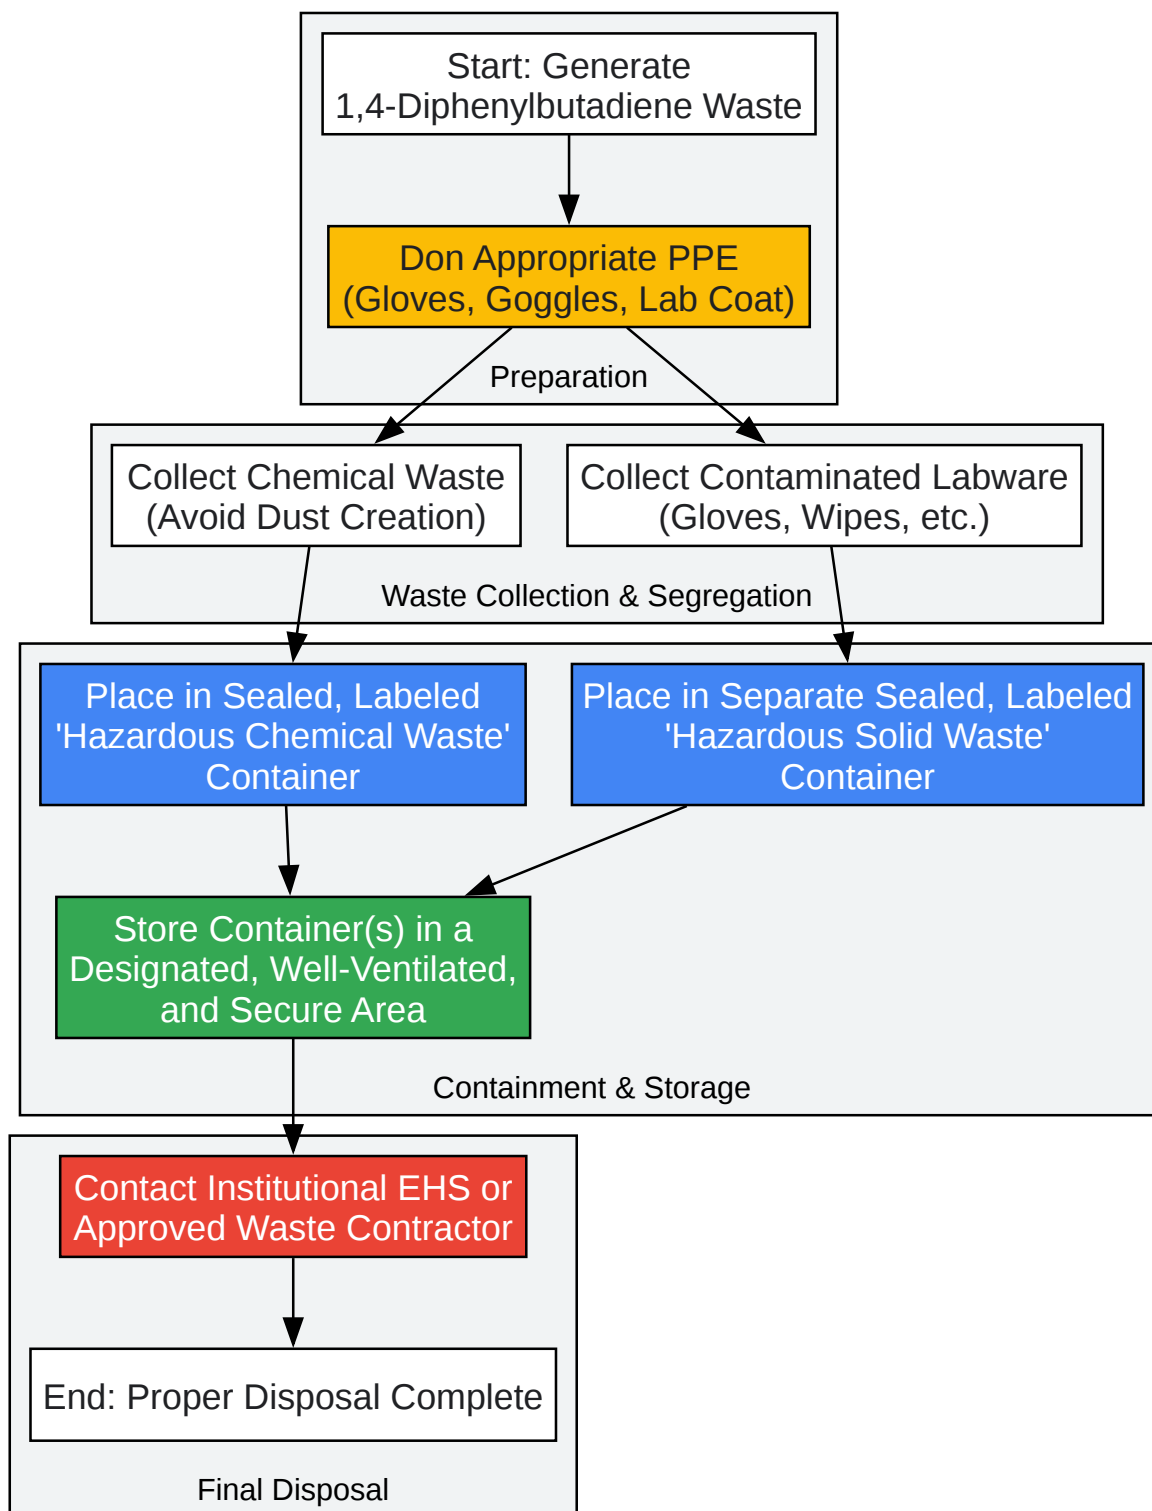 Start: Generate
1,4-Diphenylbutadiene Waste
Don Appropriate PPE
(Gloves, Goggles, Lab Coat)
Preparation
Collect Chemical Waste
(Avoid Dust Creation)
Collect Contaminated Labware
(Gloves, Wipes, etc.)
Waste Collection & Segregation
Place in Sealed, Labeled
'Hazardous Chemical Waste'
Container
Place in Separate Sealed, Labeled
'Hazardous Solid Waste'
Container
Store Container(s) in a
Designated, Well-Ventilated,
and Secure Area
Containment & Storage
Contact Institutional EHS or
Approved Waste Contractor
End: Proper Disposal Complete
Final Disposal